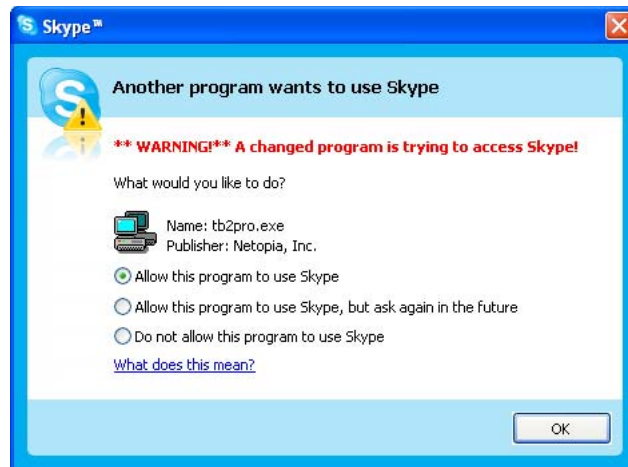 Skype™
Another program wants to use Skype
** WARNING!** A changed program is trying to access Skype!
What would you like to do?
Name: tb2pro.exe
Publisher: Netopia, Inc.
Allow this program to use Skype
Allow this program to use Skype, but ask again in the future
Do not allow this program to use Skype
What does this mean?
OK